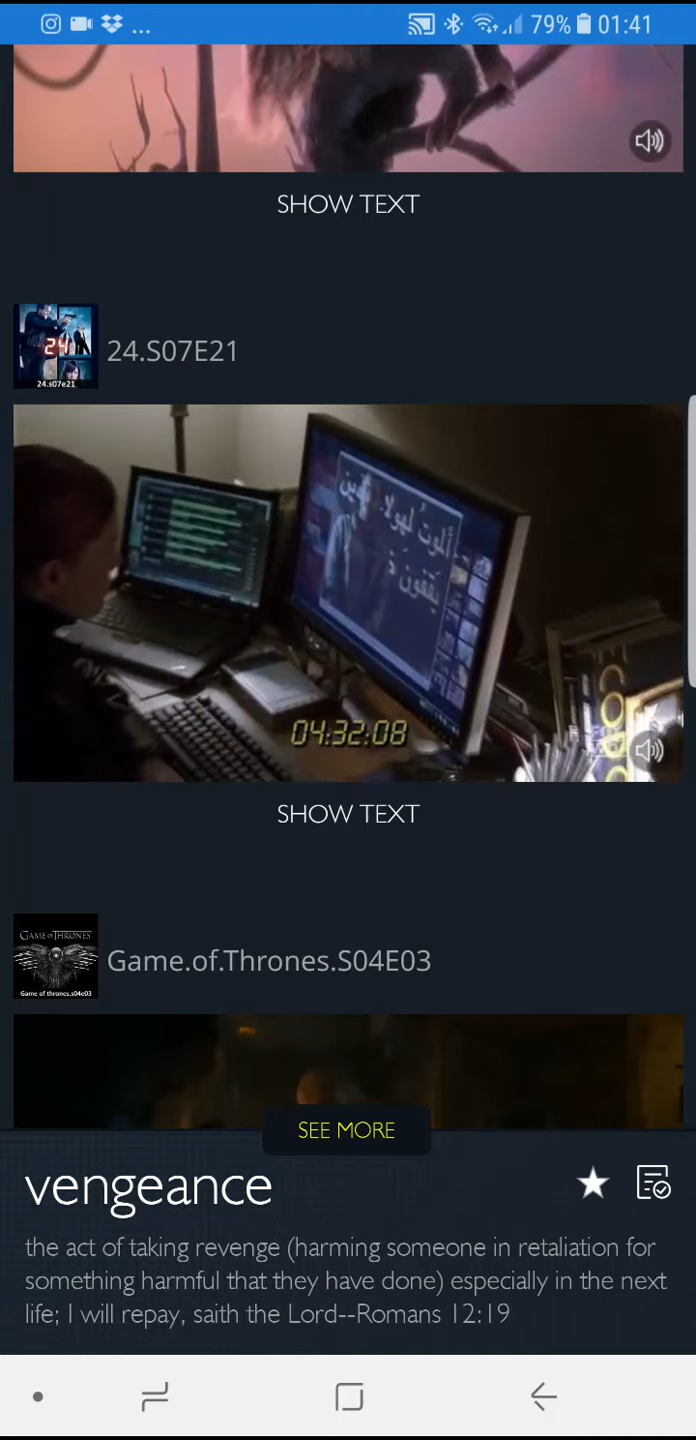 ... 79% 01:41
SHOW TEXT
24
24.s07e21
24.S07E21
ألموتُ لهولا
يَقفونَ
04:32:08
SHOW TEXT
GAME OF THRONES
Game of thrones.s04e03
Game.of.Thrones.S04E03
SEE MORE
vengeance
the act of taking revenge (harming someone in retaliation for
something harmful that they have done) especially in the next
life; I will repay, saith the Lord--Romans 12:19